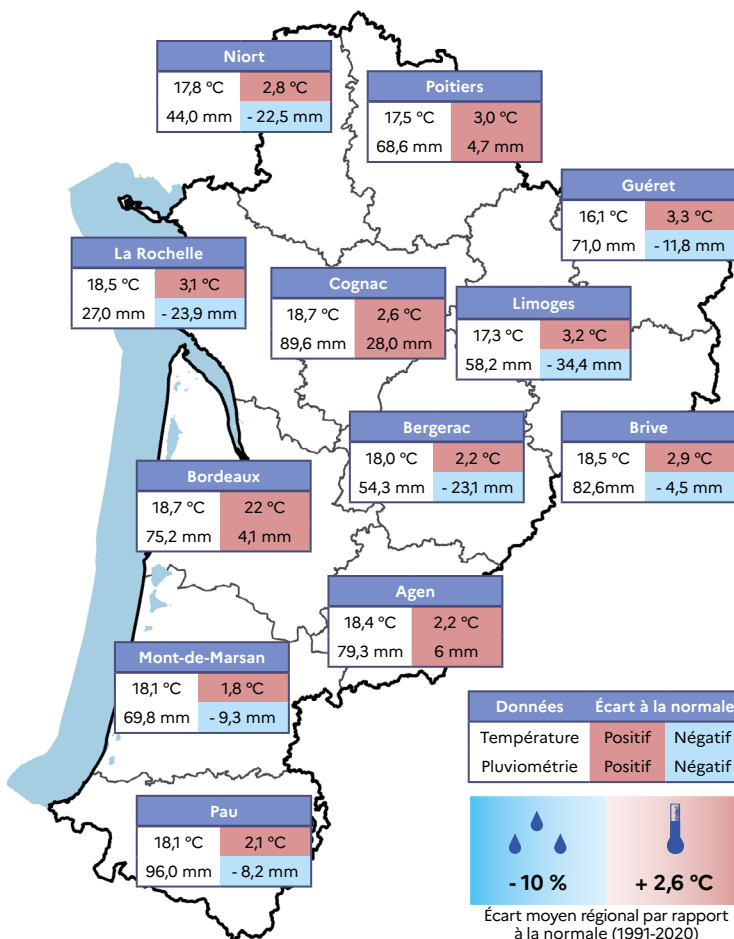 Niort
17,8 °C 2,8 °C
44,0 mm - 22,5 mm
Poitiers
17,5 °C 3,0 °C
68,6 mm 4,7 mm
Guéret
16,1 °C 3,3 °C
71,0 mm - 11,8 mm
La Rochelle
18,5 °C 3,1 °C
27,0 mm - 23,9 mm
Cognac
18,7 °C 2,6 °C
89,6 mm 28,0 mm
Limoges
17,3 °C 3,2 °C
58,2 mm - 34,4 mm
Bergerac
18,0 °C 2,2 °C
54,3 mm - 23,1 mm
Brive
18,5 °C 2,9 °C
82,6mm - 4,5 mm
Bordeaux
18,7 °C 22 °C
75,2 mm 4,1 mm
Agen
18,4 °C 2,2 °C
79,3 mm 6 mm
Mont-de-Marsan
18,1 °C 1,8 °C
69,8 mm - 9,3 mm
Pau
18,1 °C 2,1 °C
96,0 mm - 8,2 mm
Données Écart à la normale
Température Positif Négatif
Pluviométrie Positif Négatif
- 10 % + 2,6 °C
Écart moyen régional par rapport
à la normale (1991-2020)